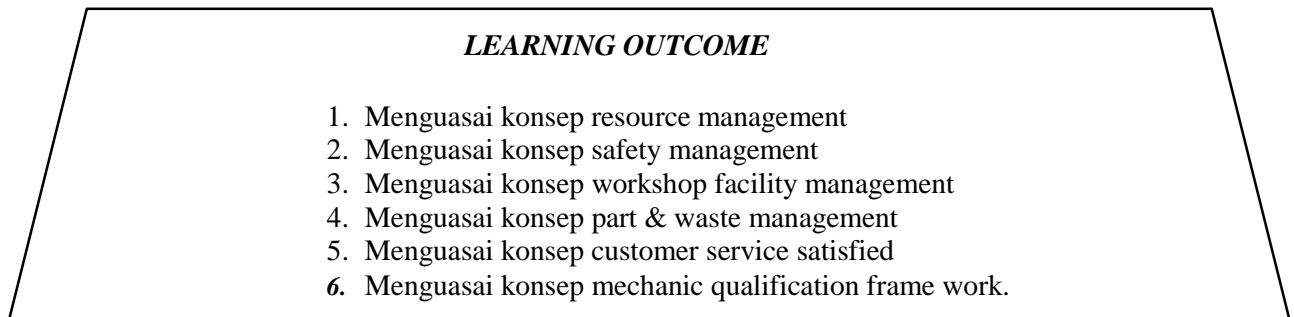 LEARNING OUTCOME
1. Menguasai konsep resource management
2. Menguasai konsep safety management
3. Menguasai konsep workshop facility management
4. Menguasai konsep part & waste management
5. Menguasai konsep customer service satisfied
6. Menguasai konsep mechanic qualification frame work.